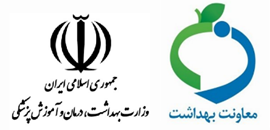 جمهوری اسلامی ایران
وزارت بهداشت، درمان و آموزش پزشکی
معاونت بهداشت